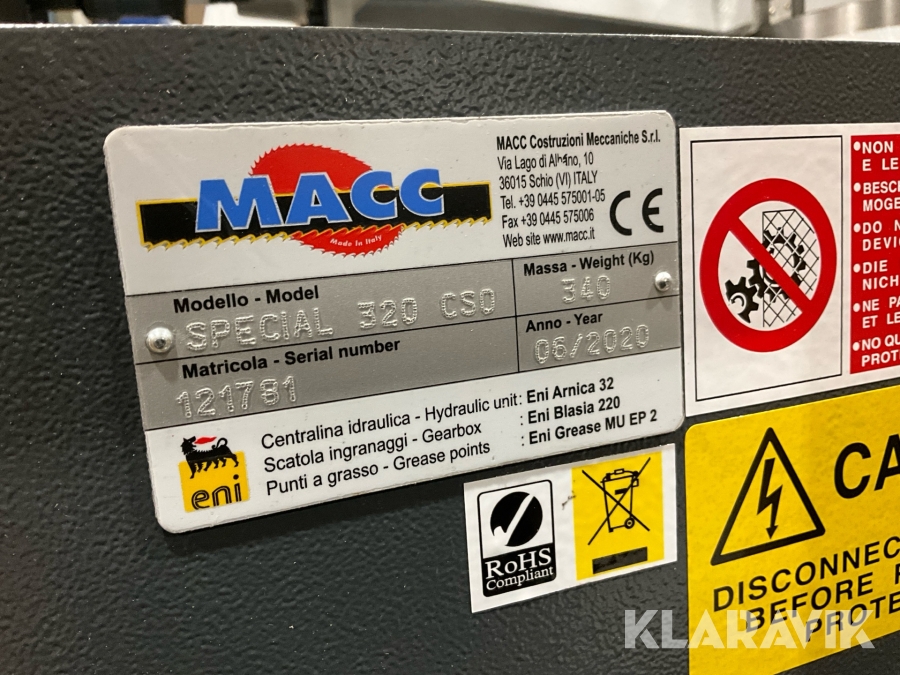 MACC
Made in Italy
MACC Costruzioni Meccaniche S.r.l.
Via Lago di Albano, 10
36015 Schio (VI) ITALY
Tel. +39 0445 575001-05
Fax +39 0445 575006
Web site www.macc.it
CE
Modello - Model
SPECIAL 320 CSO
Massa - Weight (Kg)
340
Matricola - Serial number
121781
Anno - Year
06/2020
Centralina idraulica - Hydraulic unit: Eni Arnica 32
Scatola ingranaggi - Gearbox : Eni Blasia 220
Punti a grasso - Grease points : Eni Grease MU EP 2
eni
RoHS
Compliant
•NON
E LE
•BESC
MOGE
•DO N
DEVI
•DIE
NICH
•NE PA
ET LE
•NO QU
PROT
CA
DISCONNEC
BEFORE
PROTE
KLARAVIK